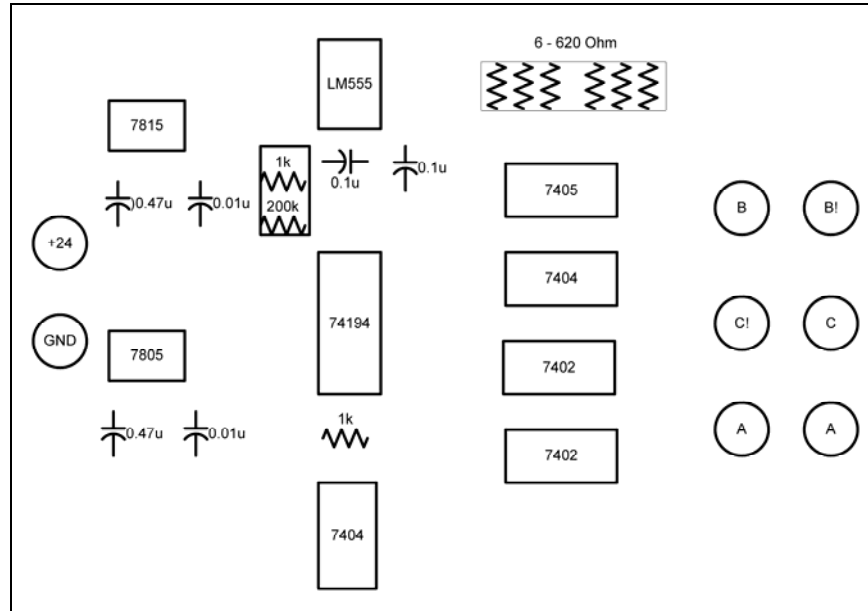 6 - 620 Ohm
LM555
7815
1k
0.1u
0.1u
200k
)0.47u
0.01u
7405
B
B!
+24
7404
GND
74194
C!
C
7805
7402
1k
0.47u
0.01u
A
A
7402
7404